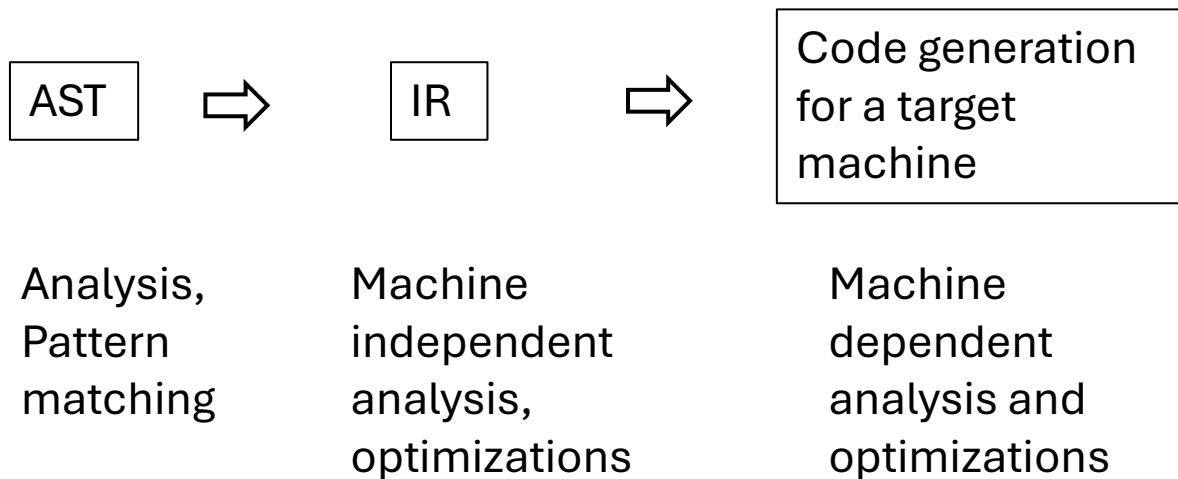 AST
IR
Code generation
for a target
machine
Analysis,
Pattern
matching
Machine
independent
analysis,
optimizations
Machine
dependent
analysis and
optimizations